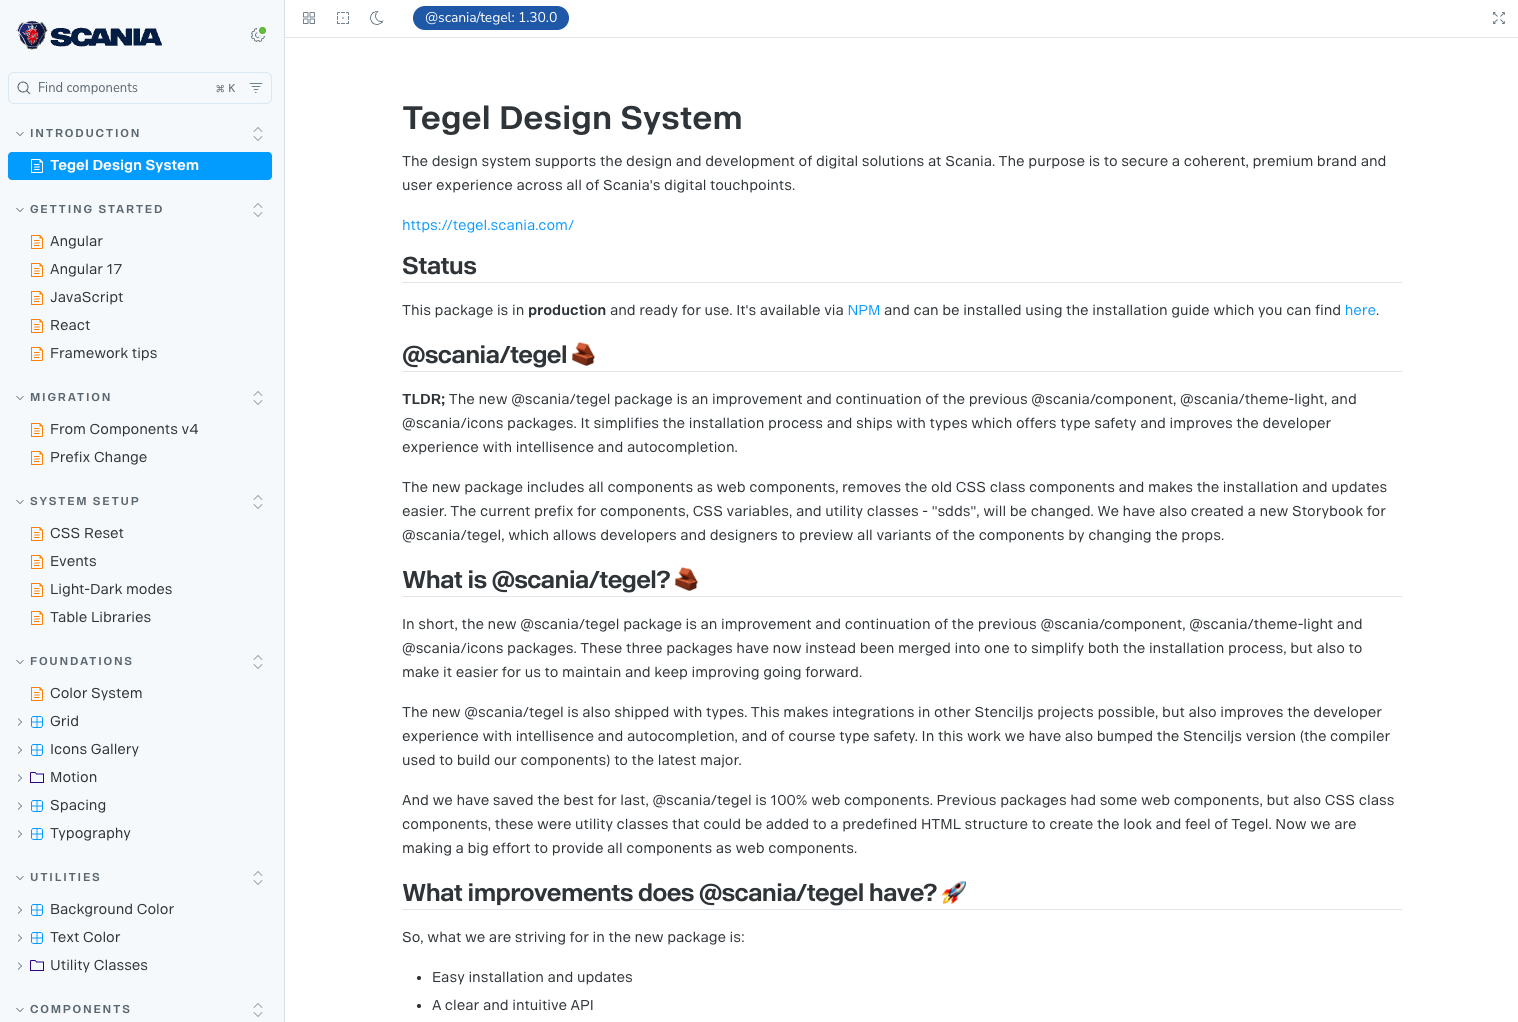 SCANIA
Find components
⌘ K
INTRODUCTION
Tegel Design System
GETTING STARTED
Angular
Angular 17
JavaScript
React
Framework tips
MIGRATION
From Components v4
Prefix Change
SYSTEM SETUP
CSS Reset
Events
Light-Dark modes
Table Libraries
FOUNDATIONS
Color System
Grid
Icons Gallery
Motion
Spacing
Typography
UTILITIES
Background Color
Text Color
Utility Classes
COMPONENTS
@scania/tegel: 1.30.0
Tegel Design System
The design system supports the design and development of digital solutions at Scania. The purpose is to secure a coherent, premium brand and
user experience across all of Scania's digital touchpoints.
https://tegel.scania.com/
Status
This package is in production and ready for use. It's available via NPM and can be installed using the installation guide which you can find here.
@scania/tegel 🧱
TLDR; The new @scania/tegel package is an improvement and continuation of the previous @scania/component, @scania/theme-light, and
@scania/icons packages. It simplifies the installation process and ships with types which offers type safety and improves the developer
experience with intellisence and autocompletion.
The new package includes all components as web components, removes the old CSS class components and makes the installation and updates
easier. The current prefix for components, CSS variables, and utility classes - "sdds", will be changed. We have also created a new Storybook for
@scania/tegel, which allows developers and designers to preview all variants of the components by changing the props.
What is @scania/tegel? 🧱
In short, the new @scania/tegel package is an improvement and continuation of the previous @scania/component, @scania/theme-light and
@scania/icons packages. These three packages have now instead been merged into one to simplify both the installation process, but also to
make it easier for us to maintain and keep improving going forward.
The new @scania/tegel is also shipped with types. This makes integrations in other Stenciljs projects possible, but also improves the developer
experience with intellisence and autocompletion, and of course type safety. In this work we have also bumped the Stenciljs version (the compiler
used to build our components) to the latest major.
And we have saved the best for last, @scania/tegel is 100% web components. Previous packages had some web components, but also CSS class
components, these were utility classes that could be added to a predefined HTML structure to create the look and feel of Tegel. Now we are
making a big effort to provide all components as web components.
What improvements does @scania/tegel have? 🚀
So, what we are striving for in the new package is:
• Easy installation and updates
• A clear and intuitive API